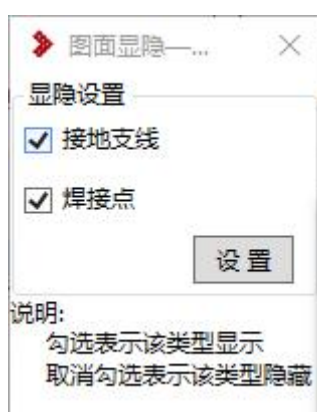 图面显隐—...
显隐设置
接地支线
焊接点
设置
说明:
勾选表示该类型显示
取消勾选表示该类型隐藏